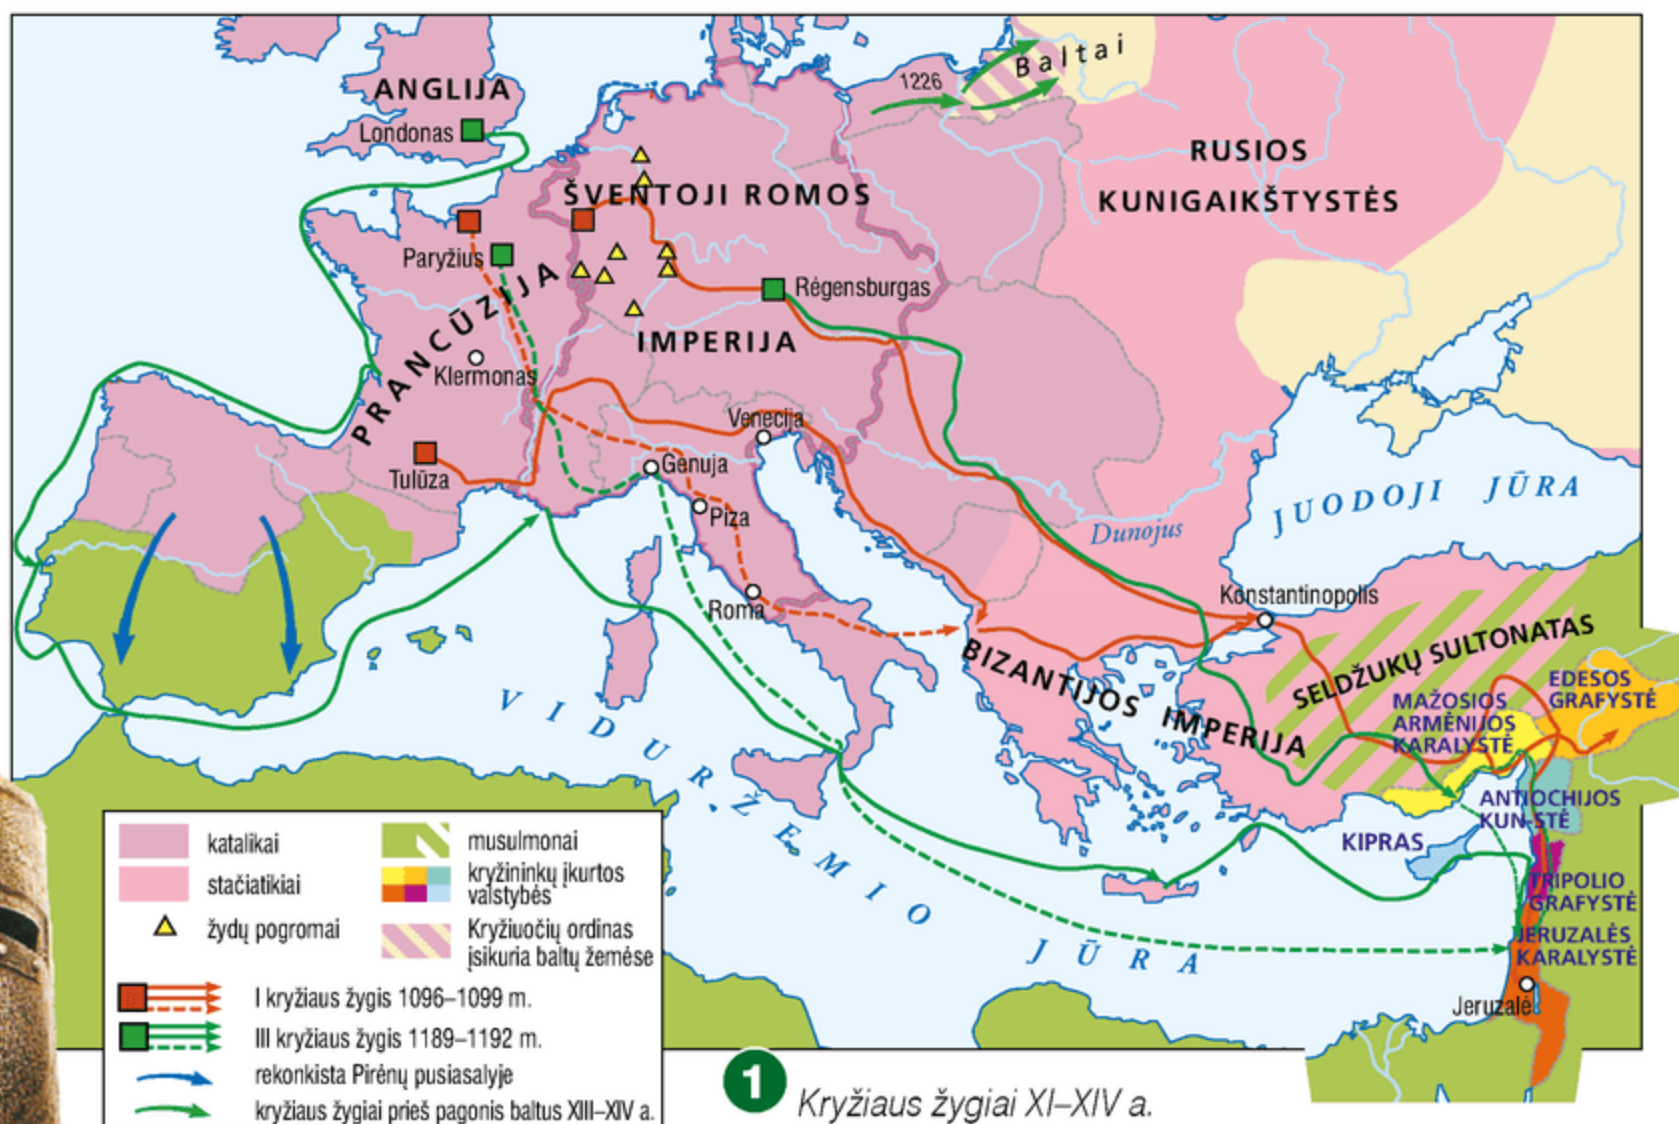 ANGLIJA
Londonas
1226
Baltai
RUSIOS
KUNIGAIKŠTYSTĖS
ŠVENTOJI ROMOS
IMPERIJA
Paryžius
PRANCŪZIJA
Rėgensburgas
Klermonas
Tulūza
Venecija
Genuja
Piza
Roma
Dunojus
JUODOJI JŪRA
Konstantinopolis
BIZANTIJOS IMPERIJA
SELDŽUKŲ SULTONATAS
EDESOS
GRAFYSTĖ
MAŽOSIOS
ARMĖNIJOS
KARALYSTĖ
ANTIOCHIJOS
KUN-STĖ
KIPRAS
TRIPOLIO
GRAFYSTĖ
JERUZALĖS
KARALYSTĖ
Jeruzalė
VIDURŽEMIO JŪRA
katalikai
stačiatikiai
žydų pogromai
musulmonai
kryžininkų įkurtos
valstybės
Kryžiuočių ordinas
įsikuria baltų žemėse
I kryžiaus žygis 1096–1099 m.
III kryžiaus žygis 1189–1192 m.
rekonkista Pirėnų pusiasalyje
kryžiaus žygiai prieš pagonis baltus XIII–XIV a.
1 Kryžiaus žygiai XI–XIV a.